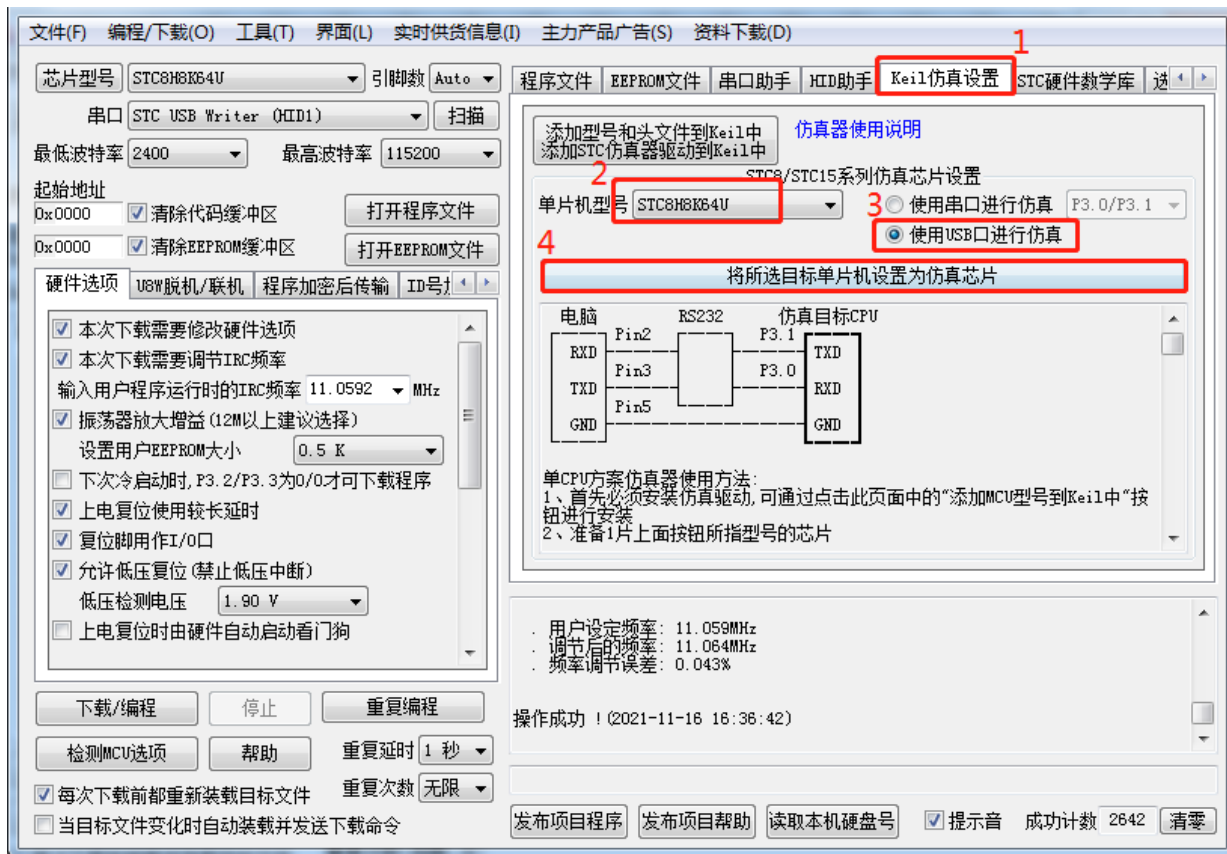 文件(F) 编程/下载(O) 工具(T) 界面(L) 实时供货信息(I) 主力产品广告(S) 资料下载(D)
1
芯片型号 STC8H8K64U 引脚数 Auto
串口 STC USB Writer (HID1) 扫描
最低波特率 2400 最高波特率 115200
起始地址
0x0000 清除代码缓冲区 打开程序文件
0x0000 清除EEPROM缓冲区 打开EEPROM文件
硬件选项 U8W脱机/联机 程序加密后传输 ID号
本次下载需要修改硬件选项
本次下载需要调节IRC频率
输入用户程序运行时的IRC频率 11.0592 MHz
振荡器放大增益(12M以上建议选择)
设置用户EEPROM大小 0.5 K
下次冷启动时,P3.2/P3.3为0/0才可下载程序
上电复位使用较长延时
复位脚用作I/O口
允许低压复位(禁止低压中断)
低压检测电压 1.90 V
上电复位时由硬件自动启动看门狗
下载/编程 停止 重复编程
检测MCU选项 帮助 重复延时 1 秒
每次下载前都重新装载目标文件 重复次数 无限
当目标文件变化时自动装载并发送下载命令
程序文件 EEPROM文件 串口助手 HID助手 Keil仿真设置 STC硬件数学库 选
添加型号和头文件到Keil中 仿真器使用说明
添加STC仿真器驱动到Keil中
2 STC8/STC15系列仿真芯片设置
单片机型号 STC8H8K64U 3 使用串口进行仿真 P3.0/P3.1
使用USB口进行仿真
4
将所选目标单片机设置为仿真芯片
电脑 RS232 仿真目标CPU
Pin2 P3.1
RXD TXD
Pin3 P3.0
TXD RXD
Pin5
GND GND
单CPU方案仿真器使用方法:
1、首先必须安装仿真驱动,可通过点击此页面中的“添加MCU型号到Keil中“按
钮进行安装
2、准备1片上面按钮所指型号的芯片
. 用户设定频率: 11.059MHz
. 调节后的频率: 11.064MHz
. 频率调节误差: 0.043%
操作成功 !(2021-11-16 16:36:42)
发布项目程序 发布项目帮助 读取本机硬盘号 提示音 成功计数 2642 清零